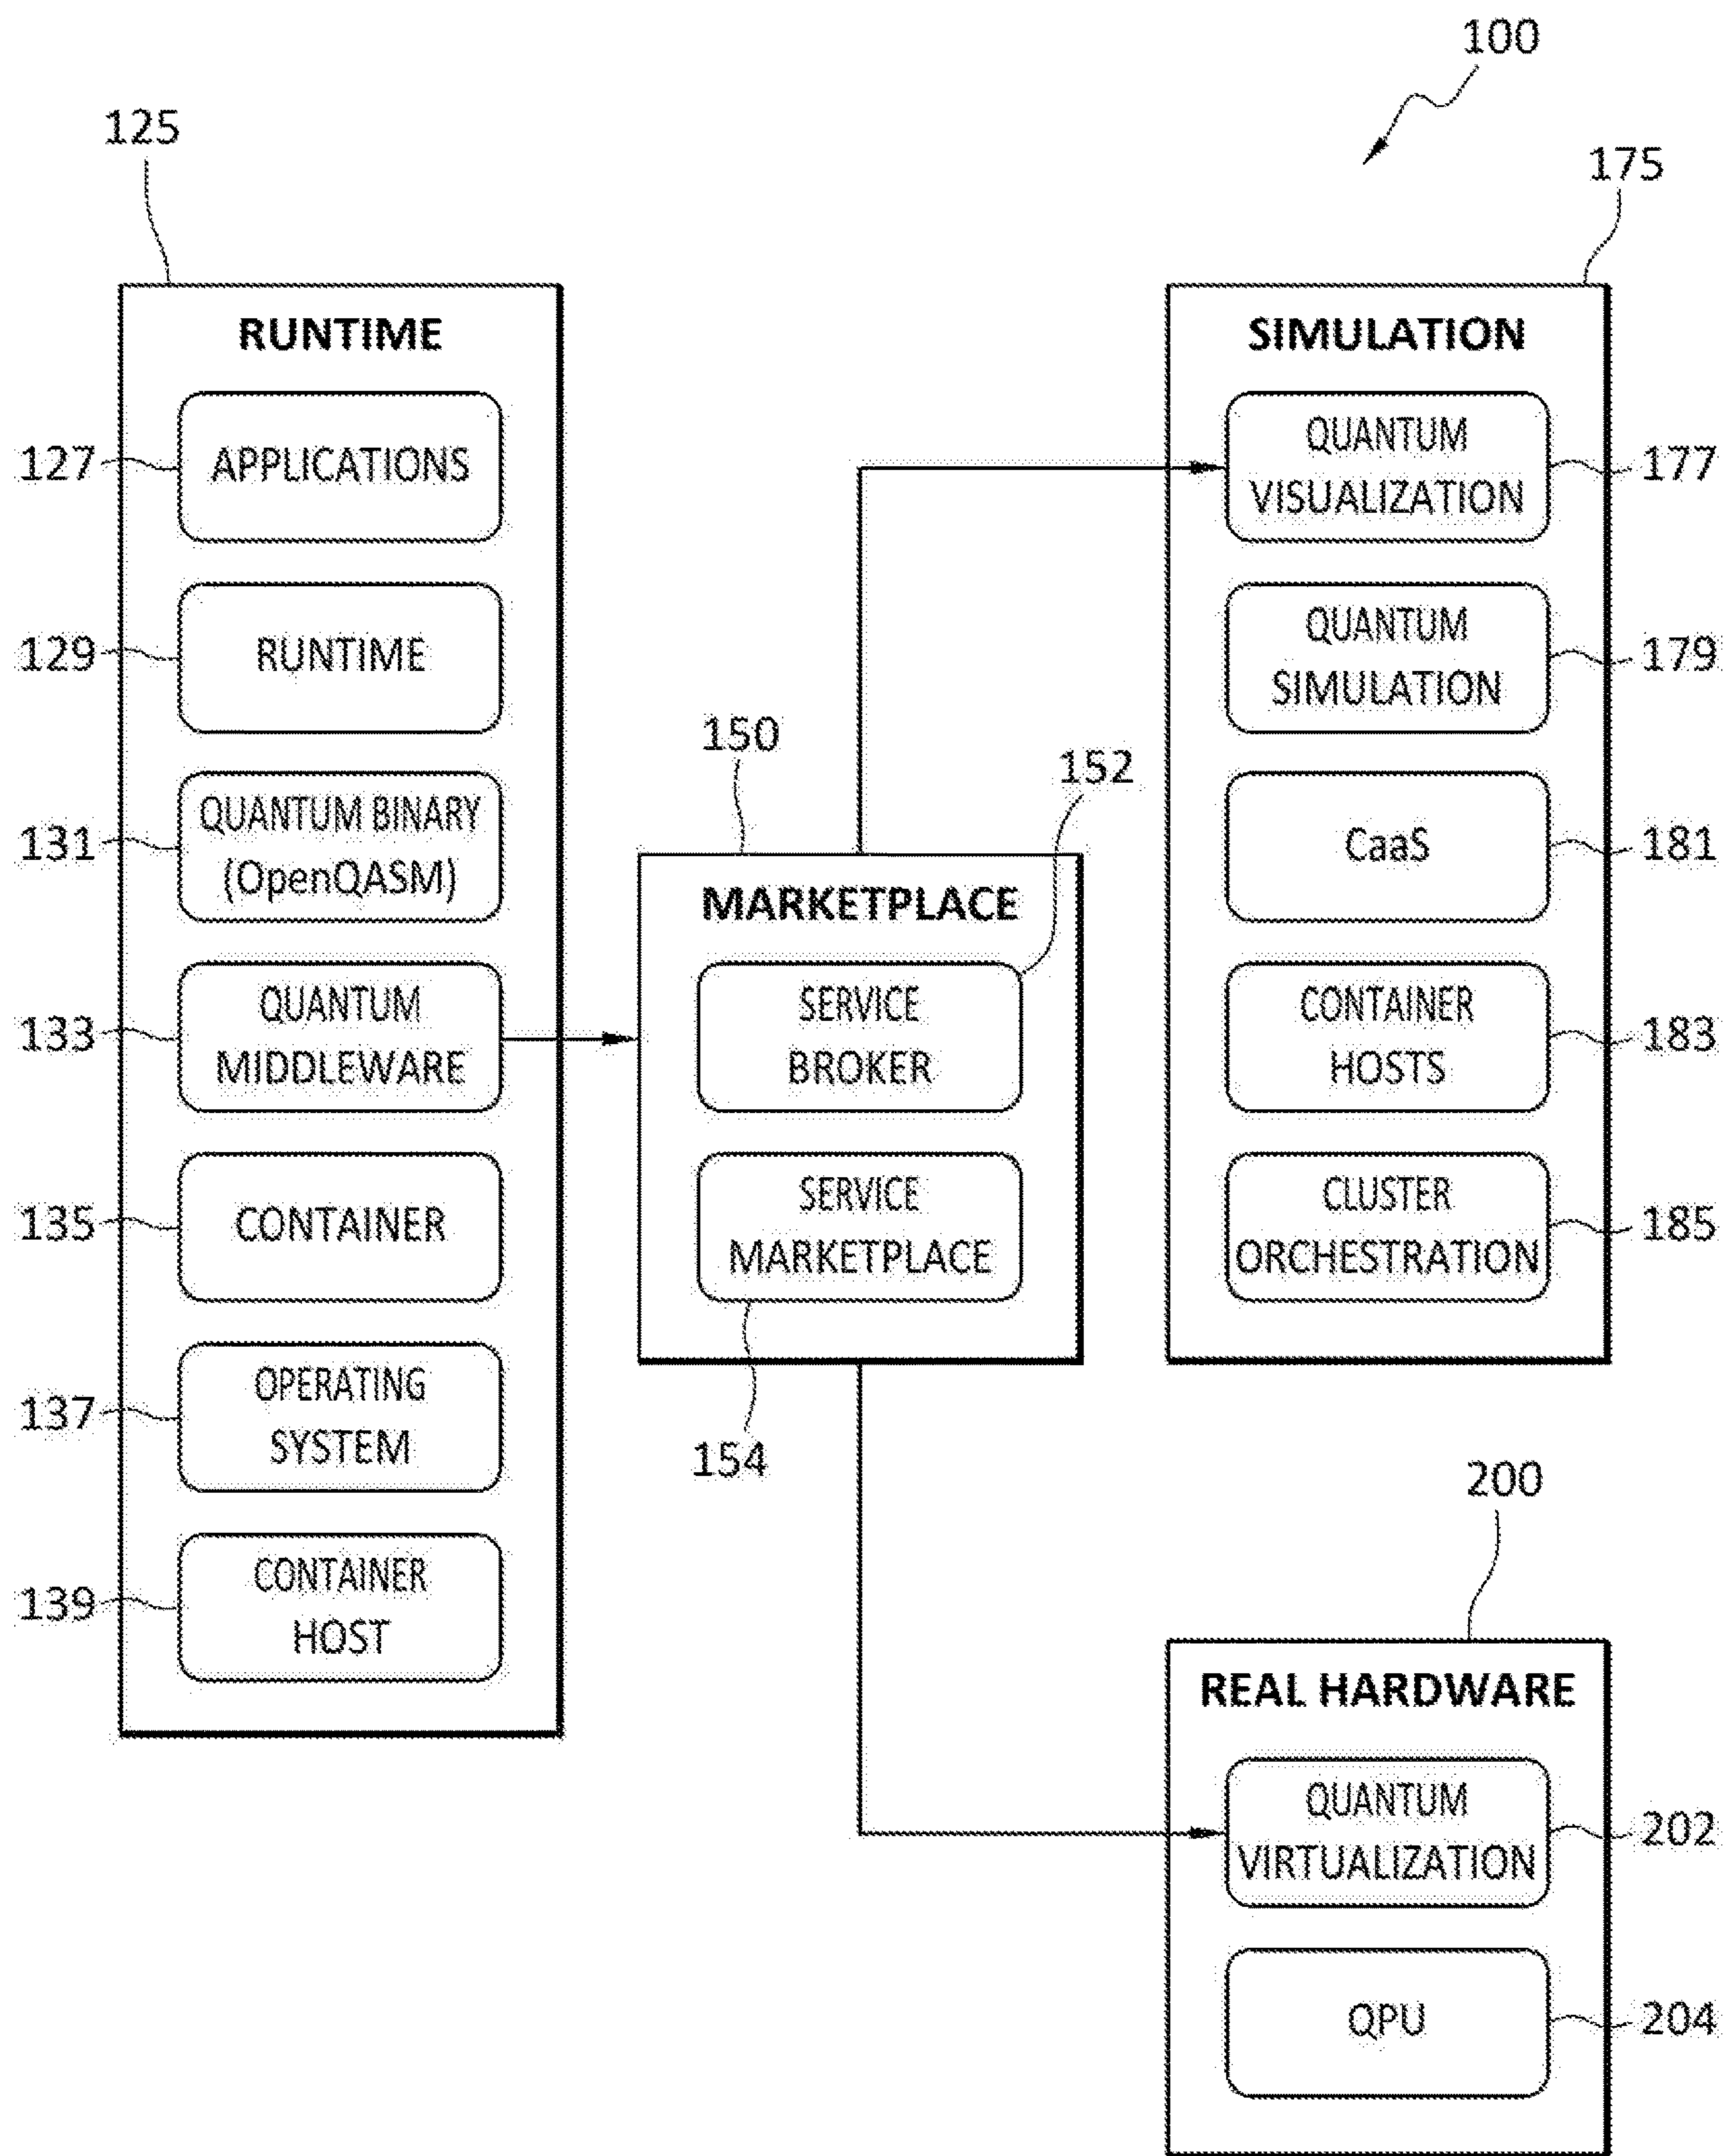 100
125
175
RUNTIME
127
APPLICATIONS
129
RUNTIME
131
QUANTUM BINARY
(OpenQASM)
133
QUANTUM
MIDDLEWARE
135
CONTAINER
137
OPERATING
SYSTEM
139
CONTAINER
HOST
150
152
MARKETPLACE
SERVICE
BROKER
SERVICE
MARKETPLACE
154
SIMULATION
QUANTUM
VISUALIZATION
177
QUANTUM
SIMULATION
179
CaaS
181
CONTAINER
HOSTS
183
CLUSTER
ORCHESTRATION
185
200
REAL HARDWARE
QUANTUM
VIRTUALIZATION
202
QPU
204